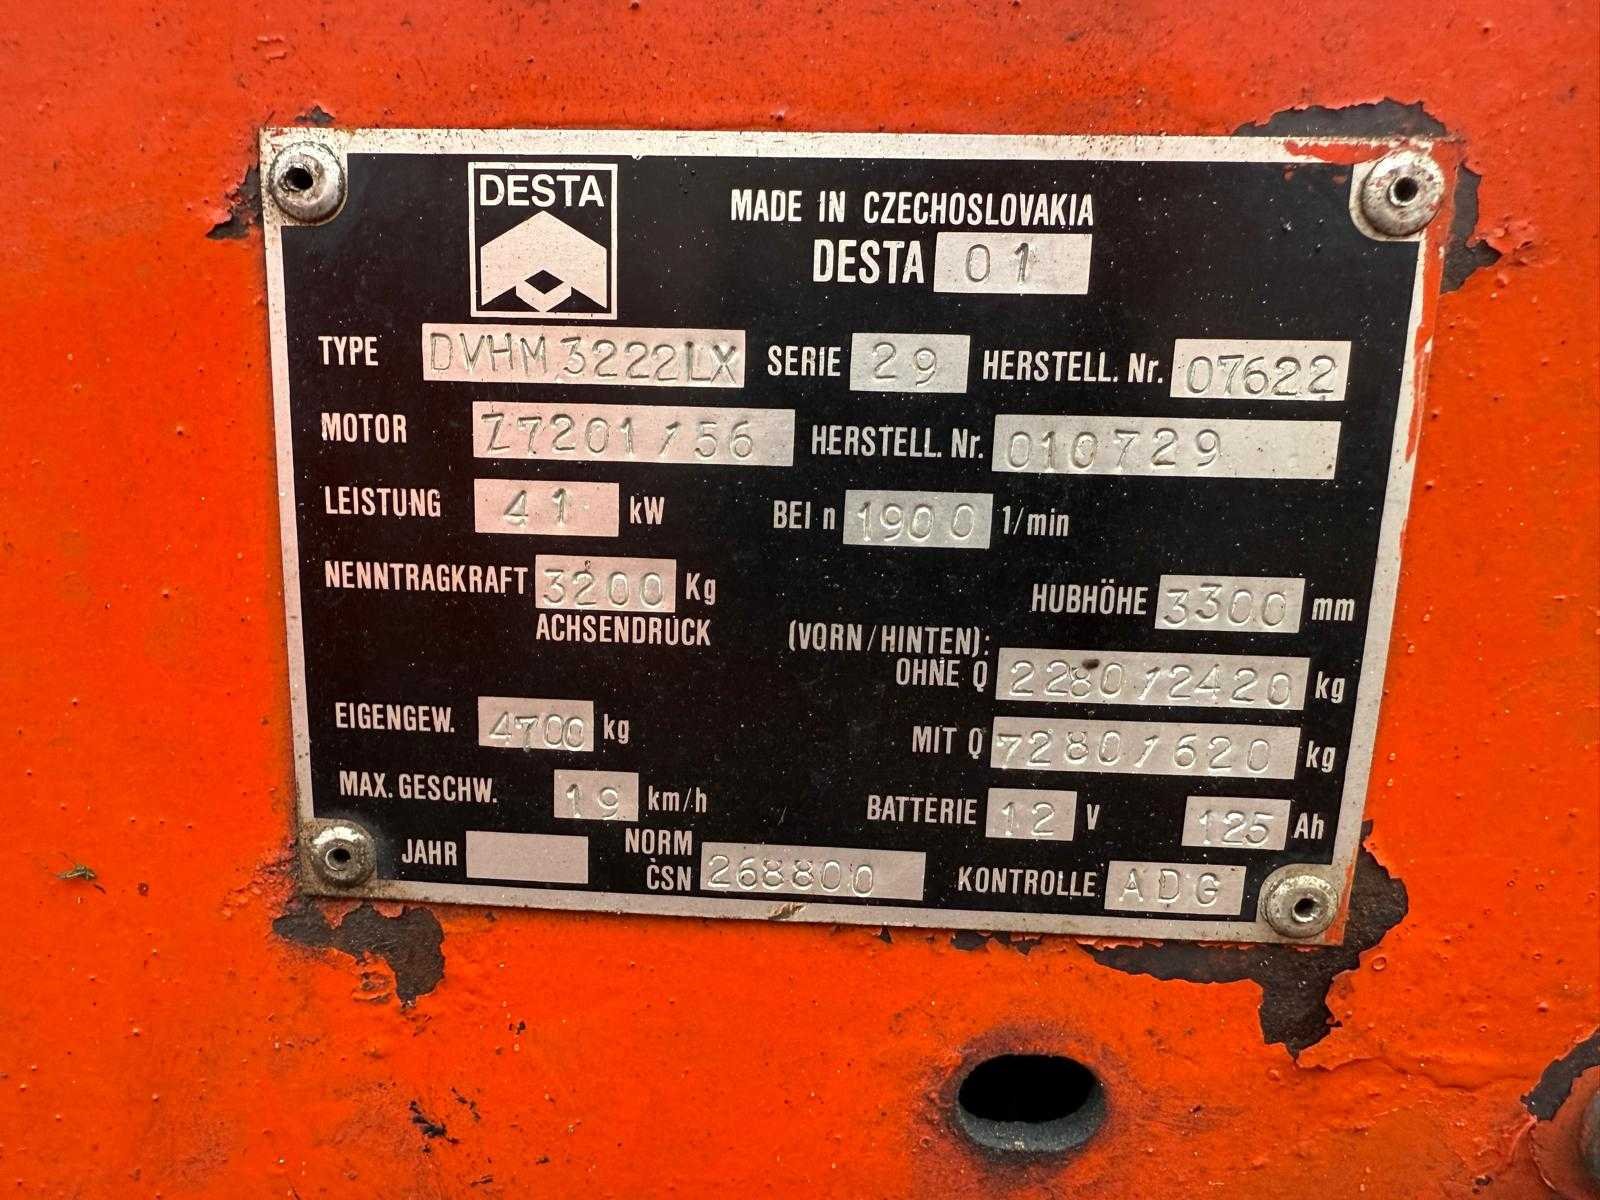 DESTA
MADE IN CZECHOSLOVAKIA
DESTA 01
TYPE DVHM 3222 LX SERIE 29 HERSTELL. Nr. 07622
MOTOR Z7201/56 HERSTELL. Nr. 010729
LEISTUNG 41 kW BEI n 1900 1/min
NENNTRAGKRAFT 3200 Kg HUBHÖHE 3300 mm
ACHSENDRUCK (VORN/HINTEN):
OHNE Q 2280/2420 kg
EIGENGEW. 4700 kg MIT Q 7280/620 kg
MAX. GESCHW. 19 km/h BATTERIE 12 V 125 Ah
JAHR NORM ČSN 268800 KONTROLLE ADG